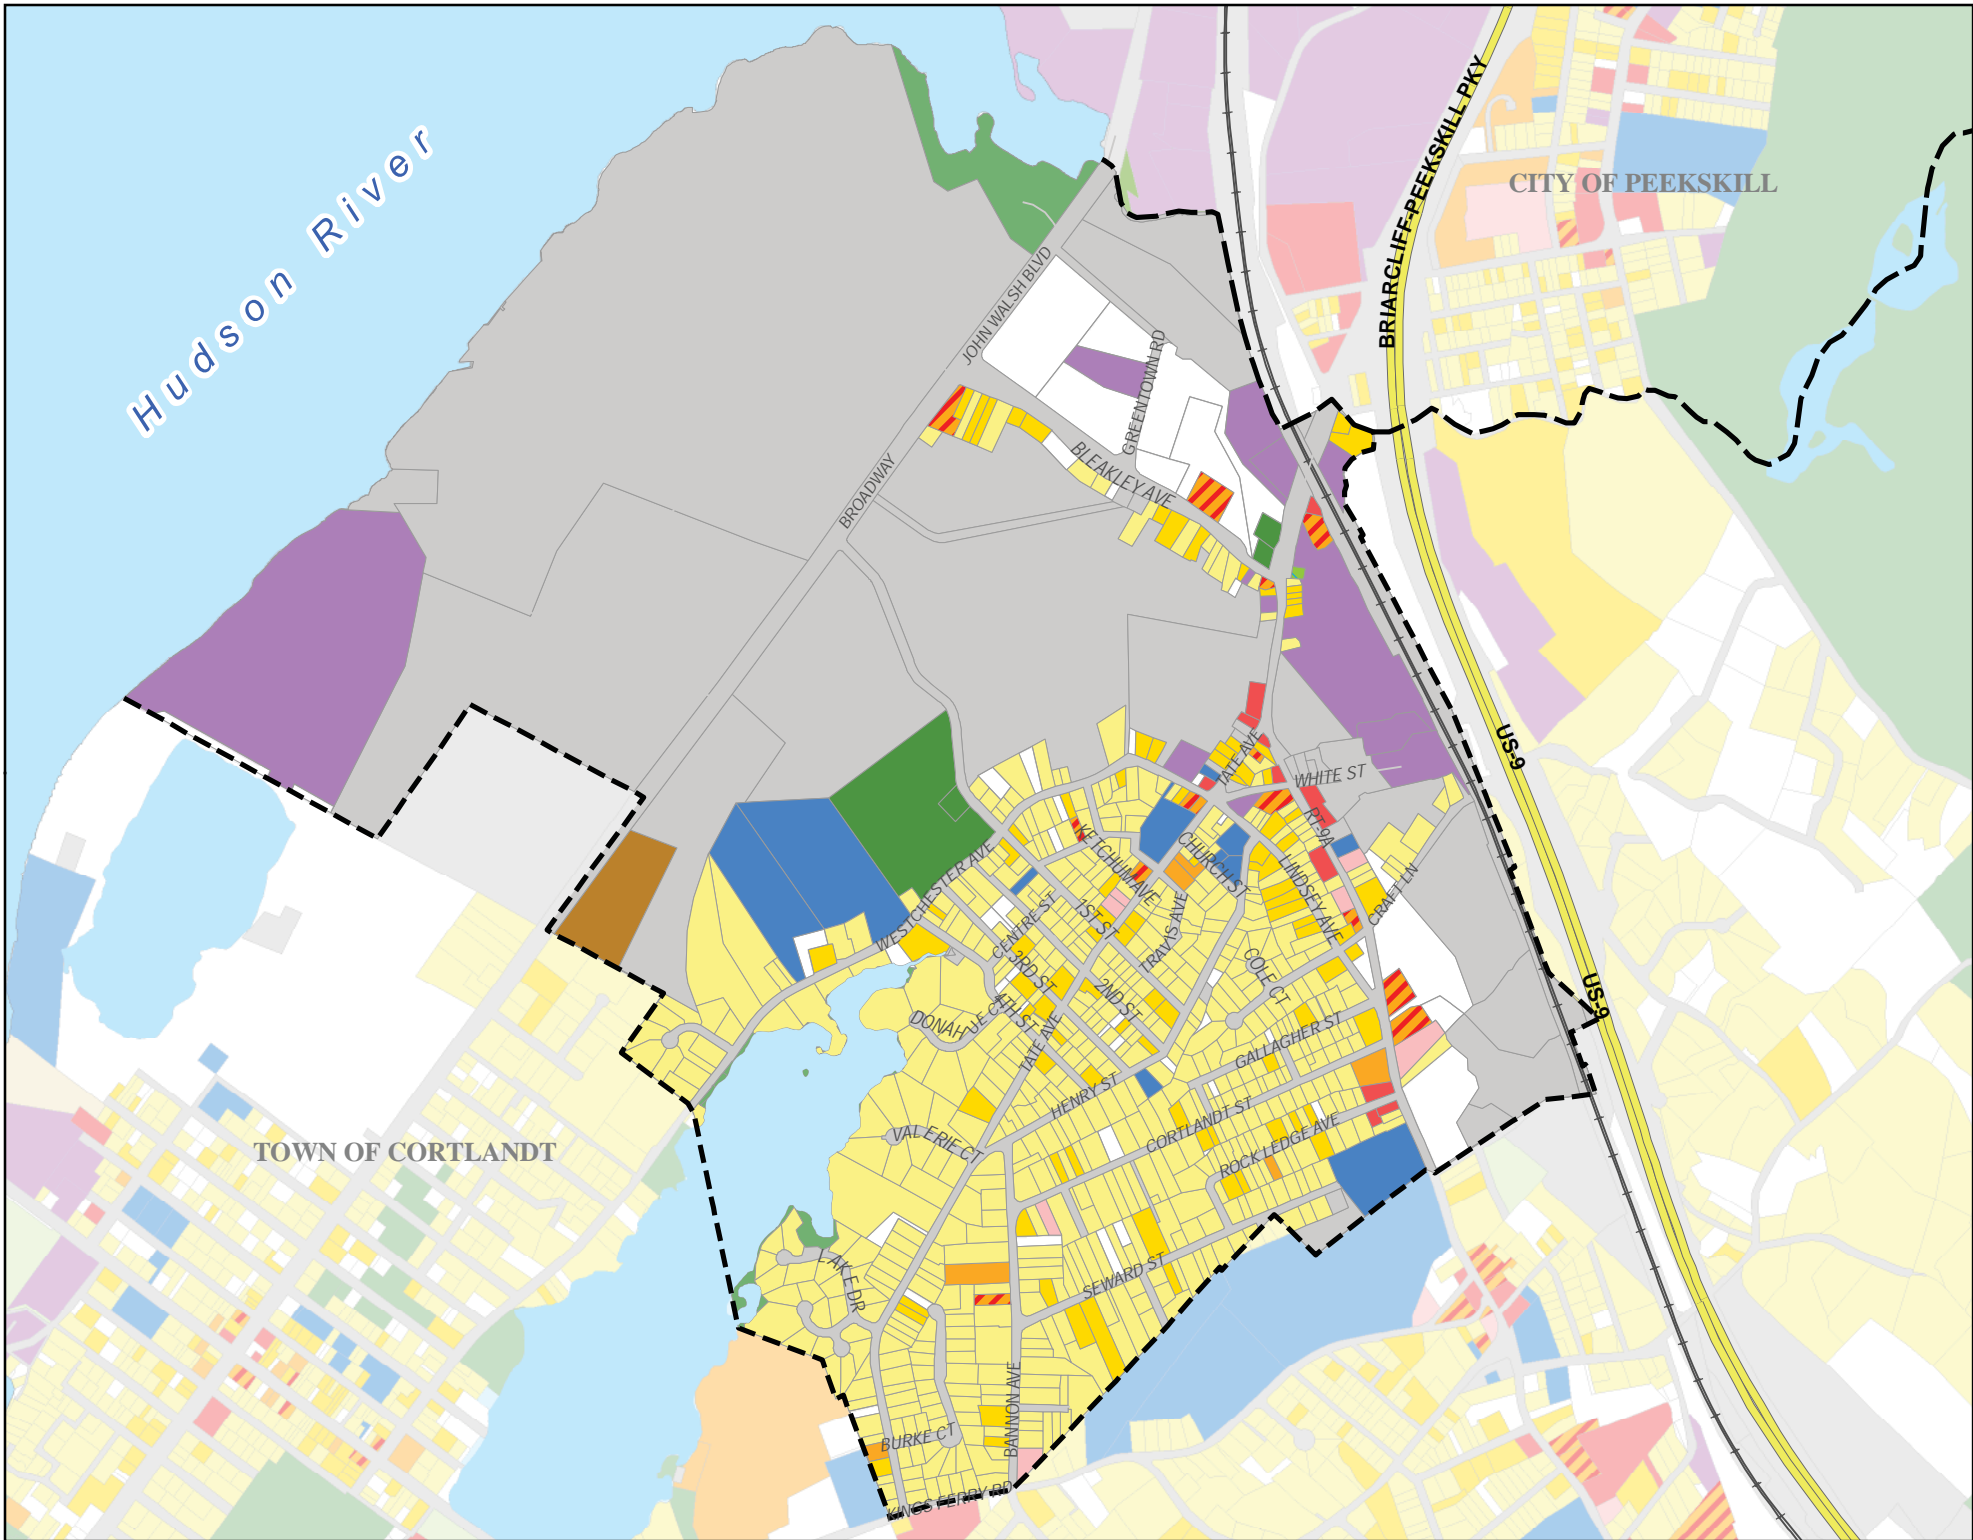 Hudson River
BRIARCLIFF-PEEKSKILL PKY
CITY OF PEEKSKILL
JOHN WALSH BLVD
GREENTOWN RD
BLEAKLEY AVE
BROADWAY
US-9
TATE AVE
WHITE ST
RT-9A
KETCHUM AVE
CHURCH ST
LINDSEY AVE
CRAFT LN
WESTCHESTER AVE
CENTRE ST
1ST ST
TRAVIS AVE
3RD ST
2ND ST
COLE CT
4TH ST
DONAHUE CT
TATE AVE
GALLAGHER ST
US-9
HENRY ST
CORTLANDT ST
VALERIE CT
ROCKLEDGE AVE
TOWN OF CORTLANDT
LAKE DR
SEWARD ST
BANNON AVE
BURKE CT
KINGS FERRY RD